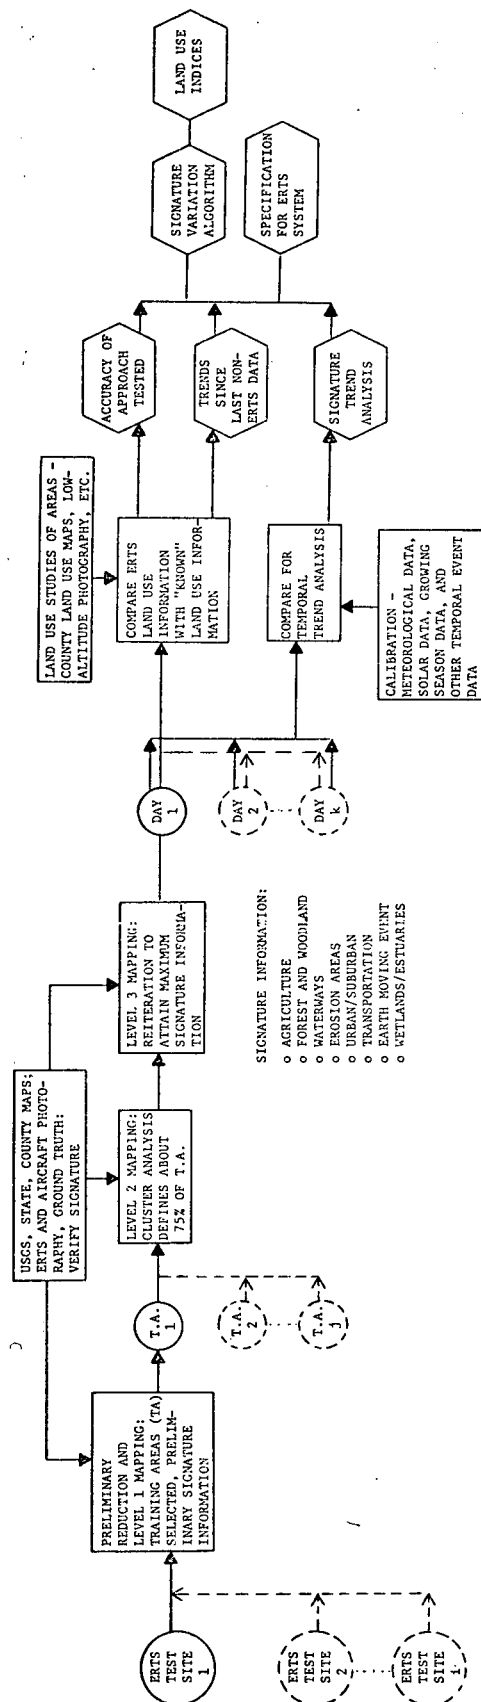 ERTS
TEST
SITE
1
ERTS
TEST
SITE
2
ERTS
TEST
SITE
i
PRELIMINARY
REDUCTION AND
LEVEL 1 MAPPING:
TRAINING AREAS (TA)
SELECTED, PRELIM-
INARY SIGNATURE
INFORMATION
USGS, STATE, COUNTY MAPS;
ERTS AND AIRCRAFT PHOTO-
RAPHY, GROUND TRUTH:
VERIFY SIGNATURE
T.A.
1
T.A.
2
T.A.
j
LEVEL 2 MAPPING:
CLUSTER ANALYSIS
DEFINES ABOUT
75% OF T.A.
LEVEL 3 MAPPING:
REITERATION TO
ATTAIN MAXIMUM
SIGNATURE INFORMA-
TION
SIGNATURE INFORMATION:
o AGRICULTURE
o FOREST AND WOODLAND
o WATERWAYS
o EROSION AREAS
o URBAN/SUBURBAN
o TRANSPORTATION
o EARTH MOVING EVENT
o WETLANDS/ESTUARIES
DAY
1
DAY
2
DAY
k
LAND USE STUDIES OF AREAS -
COUNTY LAND USE MAPS, LOW-
ALTITUDE PHOTOGRAPHY, ETC.
COMPARE ERTS
LAND USE
INFORMATION
WITH "KNOWN"
LAND USE INFOR-
MATION
COMPARE FOR
TEMPORAL
TREND ANALYSIS
CALIBRATION -
METEOROLOGICAL DATA,
SOLAR DATA, GROWING
SEASON DATA, AND
OTHER TEMPORAL EVENT
DATA
ACCURACY OF
APPROACH
TESTED
TRENDS
SINCE
LAST NON-
ERTS DATA
SIGNATURE
TREND
ANALYSIS
SIGNATURE
VARIATION
ALGORITHM
SPECIFICATION
FOR ERTS
SYSTEM
LAND USE
INDICES